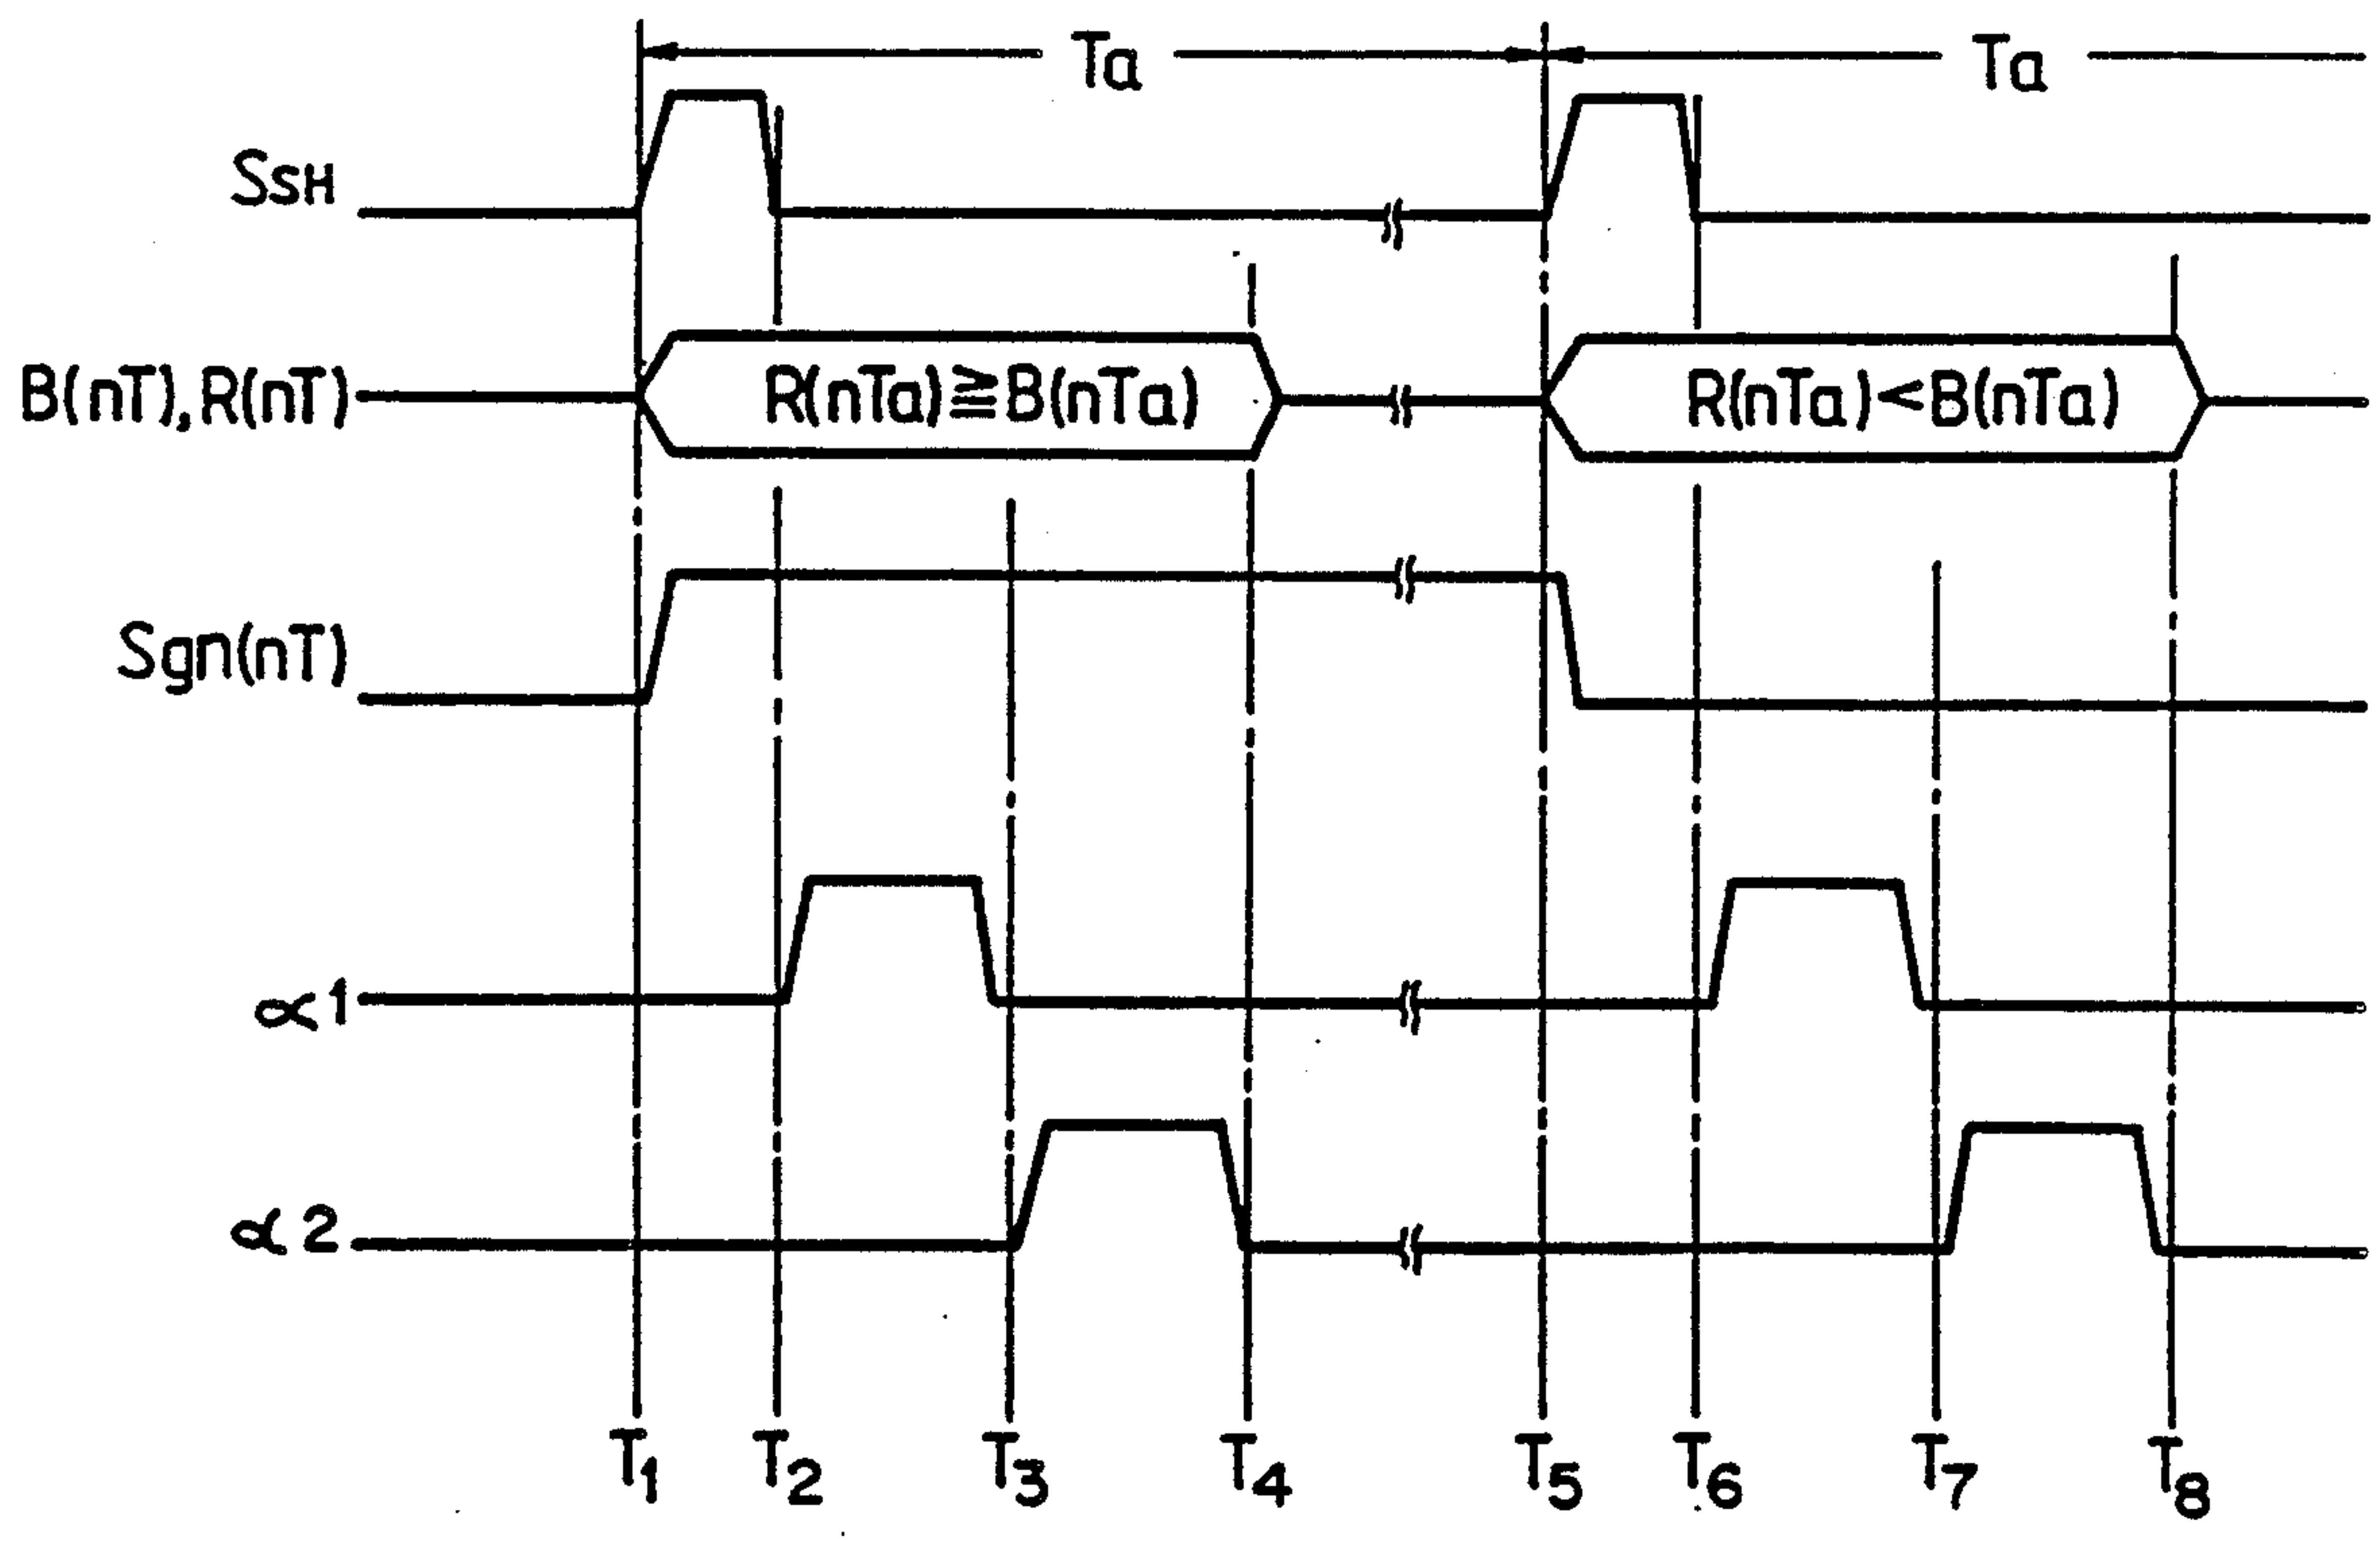 Ta Ta
SSH
B(nT),R(nT) R(nTa)≧B(nTa) R(nTa)<B(nTa)
Sgn(nT)
α1
α2
T1 T2 T3 T4 T5 T6 T7 T8